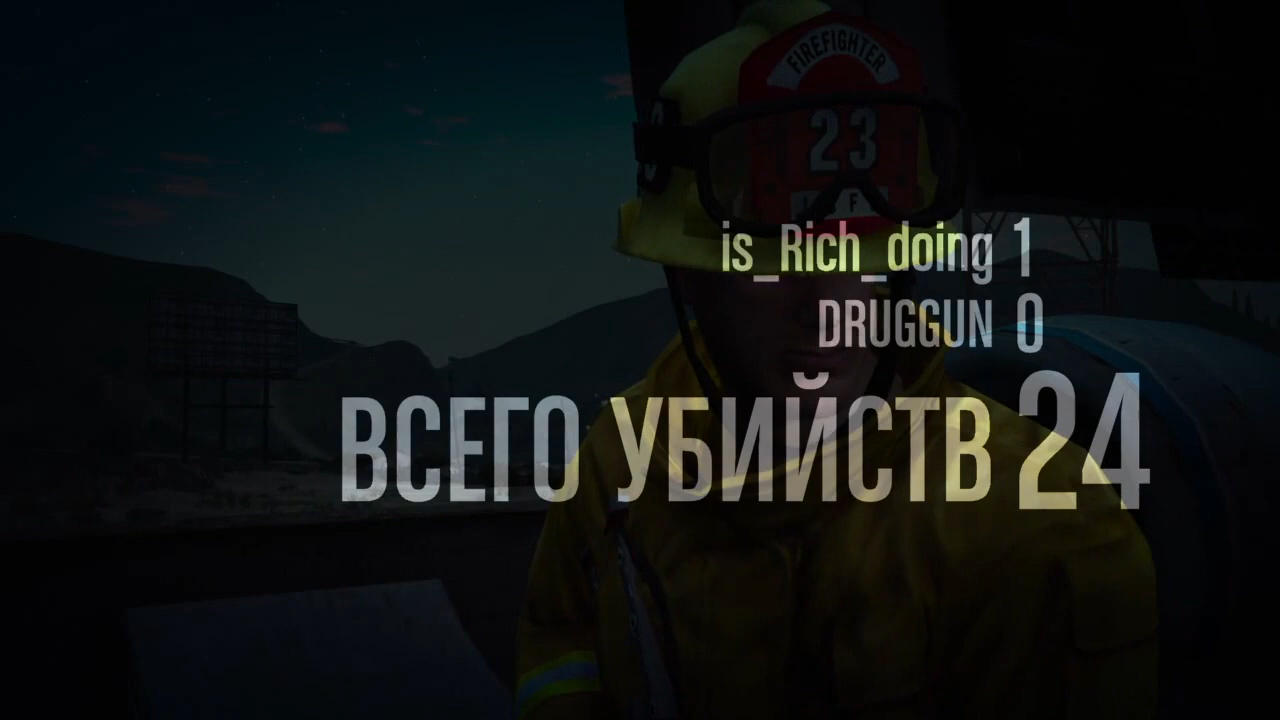 FIREFIGHTER
23
F
is_Rich_doing 1
DRUGGUN 0
ВСЕГО УБИЙСТВ 24